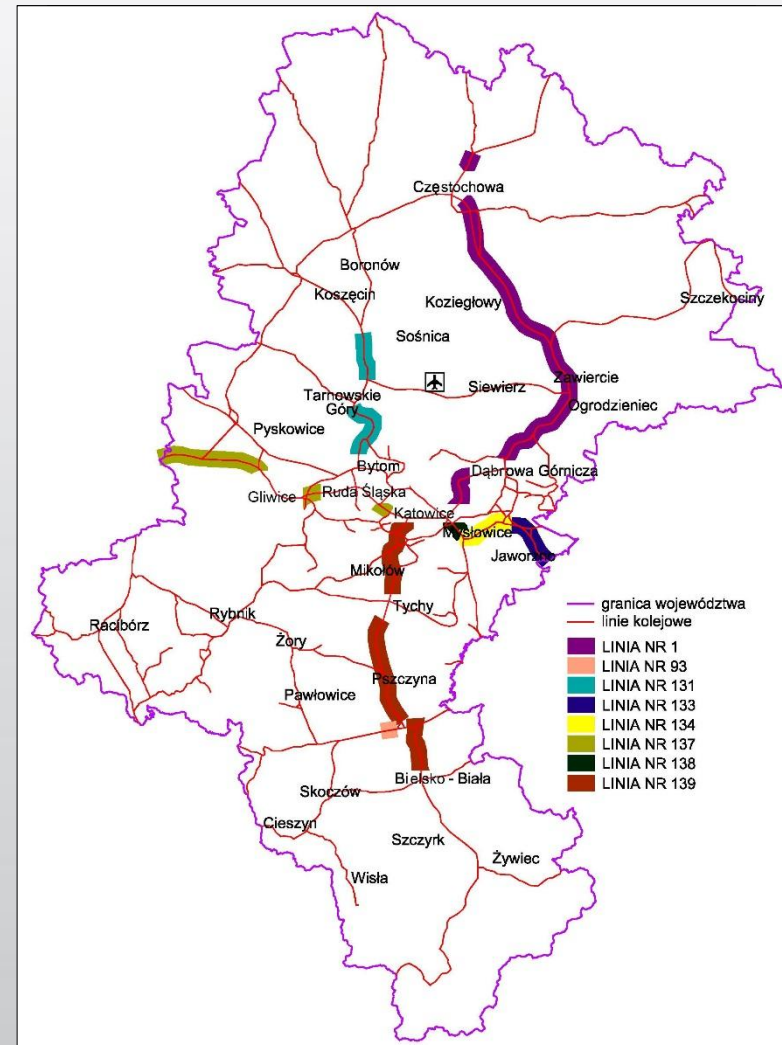 Częstochowa
Boronów
Koszęcin
Koziegłowy
Szczekociny
Sośnica
Siewierz
Zawiercie
Ogrodzieniec
Tarnowskie
Góry
Pyskowice
Bytom
Dąbrowa Górnicza
Gliwice
Ruda Śląska
Katowice
Mysłowice
Jaworzno
Mikołów
Tychy
Racibórz
Rybnik
Żory
Pszczyna
Pawłowice
Bielsko - Biała
Skoczów
Cieszyn
Szczyrk
Żywiec
Wisła
granica województwa
linie kolejowe
LINIA NR 1
LINIA NR 93
LINIA NR 131
LINIA NR 133
LINIA NR 134
LINIA NR 137
LINIA NR 138
LINIA NR 139